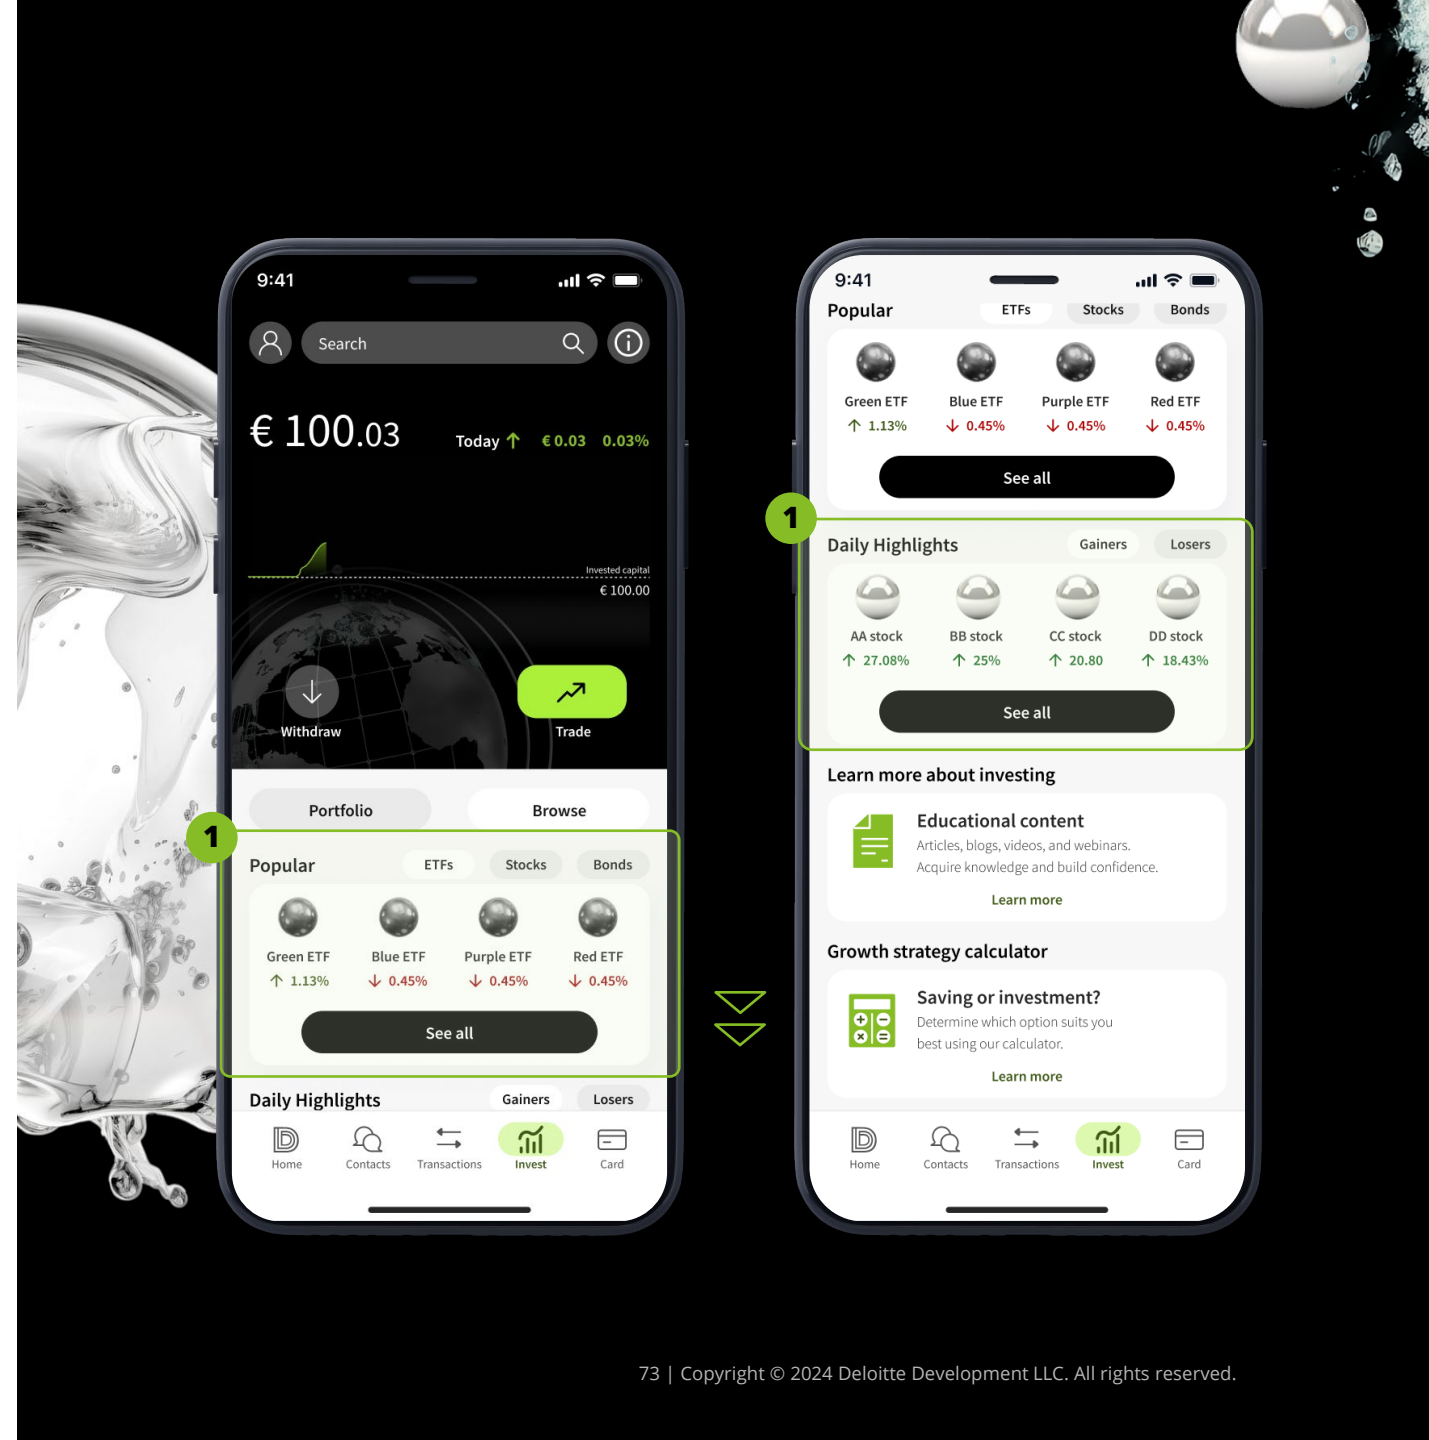 9:41
Search
€ 100.03
Today ↑ € 0.03 0.03%
Invested capital
€ 100.00
Withdraw
Trade
Portfolio
Browse
1
Popular
ETFs
Stocks
Bonds
Green ETF
Blue ETF
Purple ETF
Red ETF
↑ 1.13%
↓ 0.45%
↓ 0.45%
↓ 0.45%
See all
Daily Highlights
Gainers
Losers
Home
Contacts
Transactions
Invest
Card
9:41
Popular
ETFs
Stocks
Bonds
Green ETF
Blue ETF
Purple ETF
Red ETF
↑ 1.13%
↓ 0.45%
↓ 0.45%
↓ 0.45%
See all
1
Daily Highlights
Gainers
Losers
AA stock
BB stock
CC stock
DD stock
↑ 27.08%
↑ 25%
↑ 20.80
↑ 18.43%
See all
Learn more about investing
Educational content
Articles, blogs, videos, and webinars.
Acquire knowledge and build confidence.
Learn more
Growth strategy calculator
Saving or investment?
Determine which option suits you
best using our calculator.
Learn more
Home
Contacts
Transactions
Invest
Card
73 | Copyright © 2024 Deloitte Development LLC. All rights reserved.